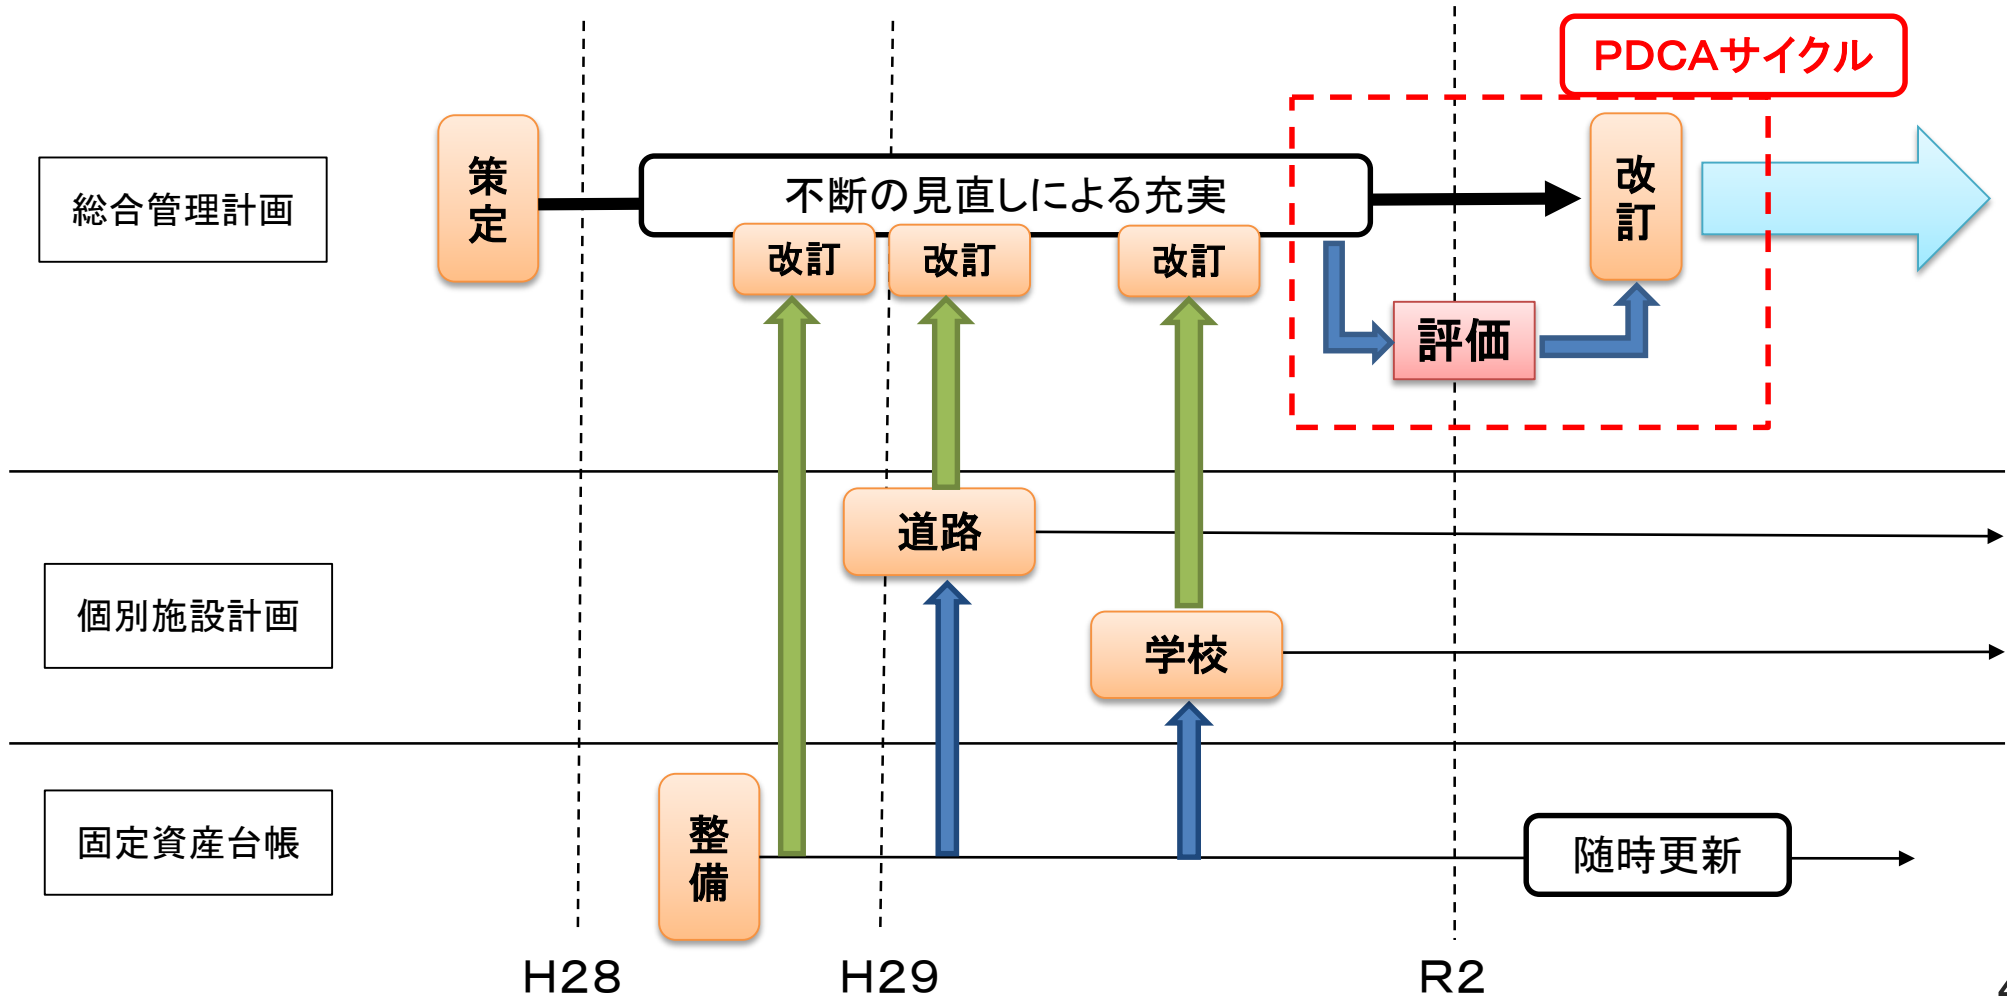 PDCAサイクル
総合管理計画
策定
不断の見直しによる充実
改訂
改訂
改訂
改訂
評価
個別施設計画
道路
学校
固定資産台帳
整備
随時更新
H28
H29
R2